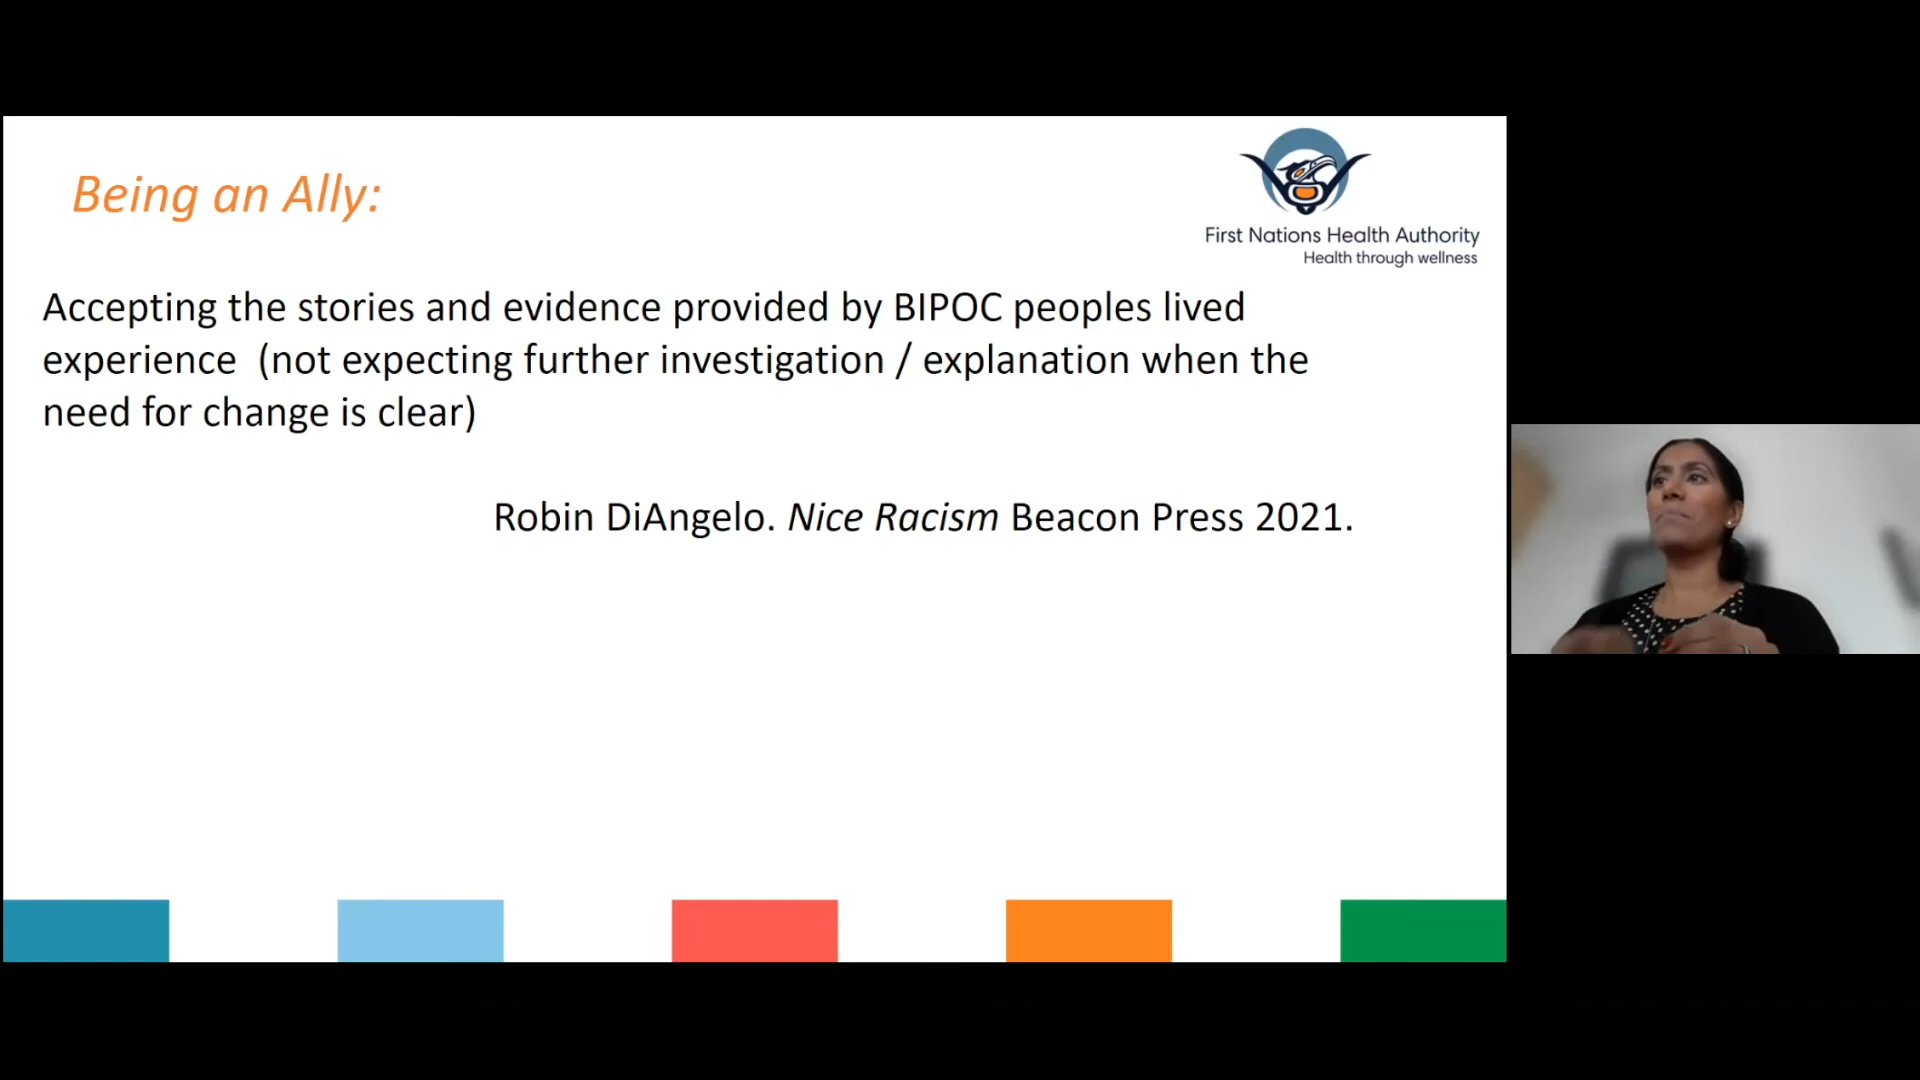 Being an Ally:
First Nations Health Authority
Health through wellness
Accepting the stories and evidence provided by BIPOC peoples lived
experience  (not expecting further investigation / explanation when the
need for change is clear)
Robin DiAngelo. Nice Racism Beacon Press 2021.